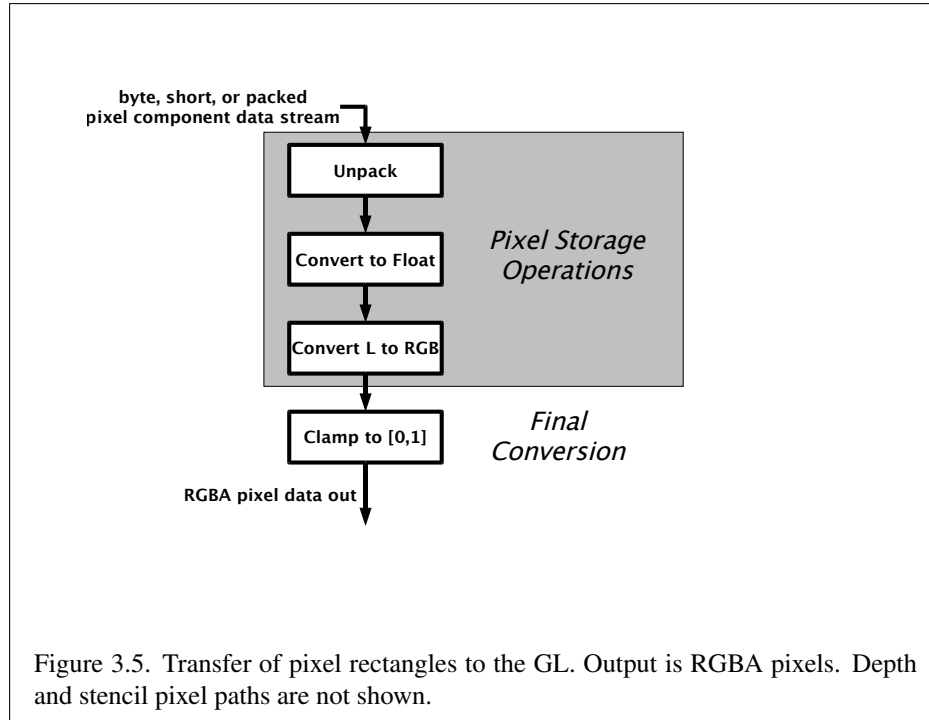 byte, short, or packed
pixel component data stream
Unpack
Convert to Float
Pixel Storage
Operations
Convert L to RGB
Clamp to [0,1]
Final
Conversion
RGBA pixel data out
Figure 3.5. Transfer of pixel rectangles to the GL. Output is RGBA pixels. Depth
and stencil pixel paths are not shown.